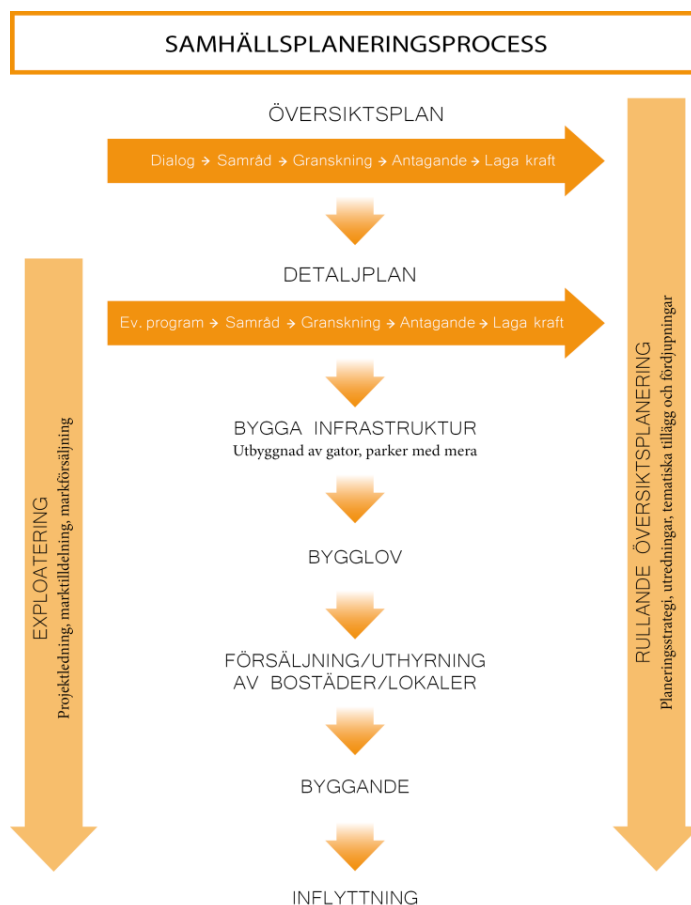 SAMHÄLLSPLANERINGSPROCESS
ÖVERSIKTSPLAN
Dialog → Samråd → Granskning → Antagande → Laga kraft
DETALJPLAN
Ev. program → Samråd → Granskning → Antagande → Laga kraft
BYGGA INFRASTRUKTUR
Utbyggnad av gator, parker med mera
BYGGLOV
FÖRSÄLJNING/UTHYRNING
AV BOSTÄDER/LOKALER
BYGGANDE
INFLYTTNING
EXPLOATERING
Projektledning, marktilldelning, markförsäljning
RULLANDE ÖVERSIKTSPLANERING
Planeringsstrategi, utredningar, tematiska tillägg och fördjupningar